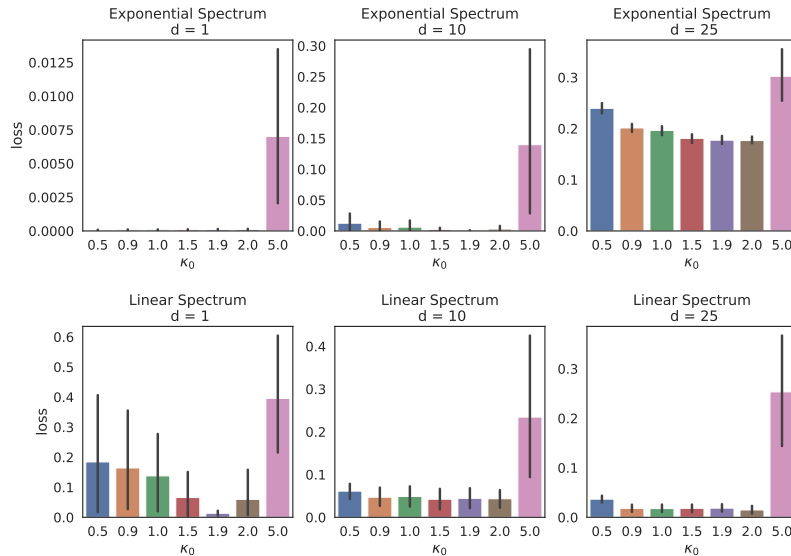 Exponential Spectrum
d = 1
loss
0.0125
0.0100
0.0075
0.0050
0.0025
0.0000
0.5 0.9 1.0 1.5 1.9 2.0 5.0
κ₀
Exponential Spectrum
d = 10
0.30
0.25
0.20
0.15
0.10
0.05
0.00
0.5 0.9 1.0 1.5 1.9 2.0 5.0
κ₀
Exponential Spectrum
d = 25
0.3
0.2
0.1
0.0
0.5 0.9 1.0 1.5 1.9 2.0 5.0
κ₀
Linear Spectrum
d = 1
loss
0.6
0.5
0.4
0.3
0.2
0.1
0.0
0.5 0.9 1.0 1.5 1.9 2.0 5.0
κ₀
Linear Spectrum
d = 10
0.4
0.3
0.2
0.1
0.0
0.5 0.9 1.0 1.5 1.9 2.0 5.0
κ₀
Linear Spectrum
d = 25
0.3
0.2
0.1
0.0
0.5 0.9 1.0 1.5 1.9 2.0 5.0
κ₀